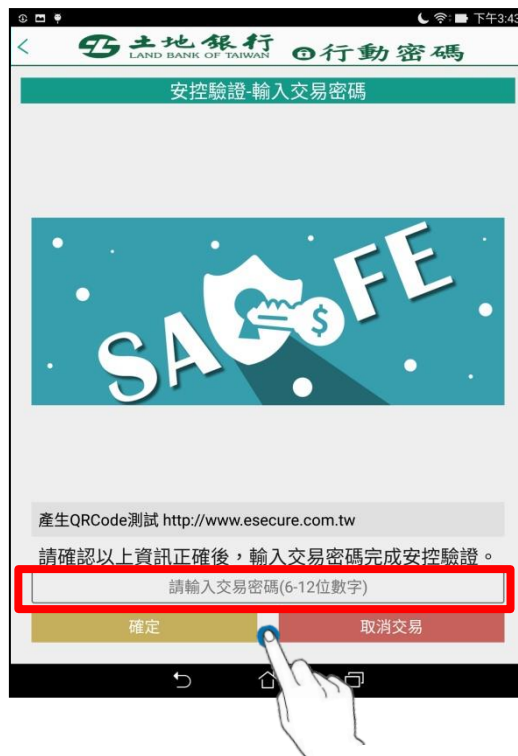 下午3:43
土地銀行 行動密碼
LAND BANK OF TAIWAN
安控驗證-輸入交易密碼
SAFE
$
產生QRCode測試 http://www.esecure.com.tw
請確認以上資訊正確後，輸入交易密碼完成安控驗證。
請輸入交易密碼(6-12位數字)
確定 取消交易